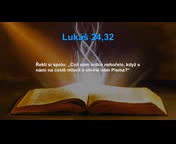 Lukáš 24,32
Řekli si spolu: „Což nám srdce nehořelo, když s
námi na cestě mluvil a otvíral nám Písma?“